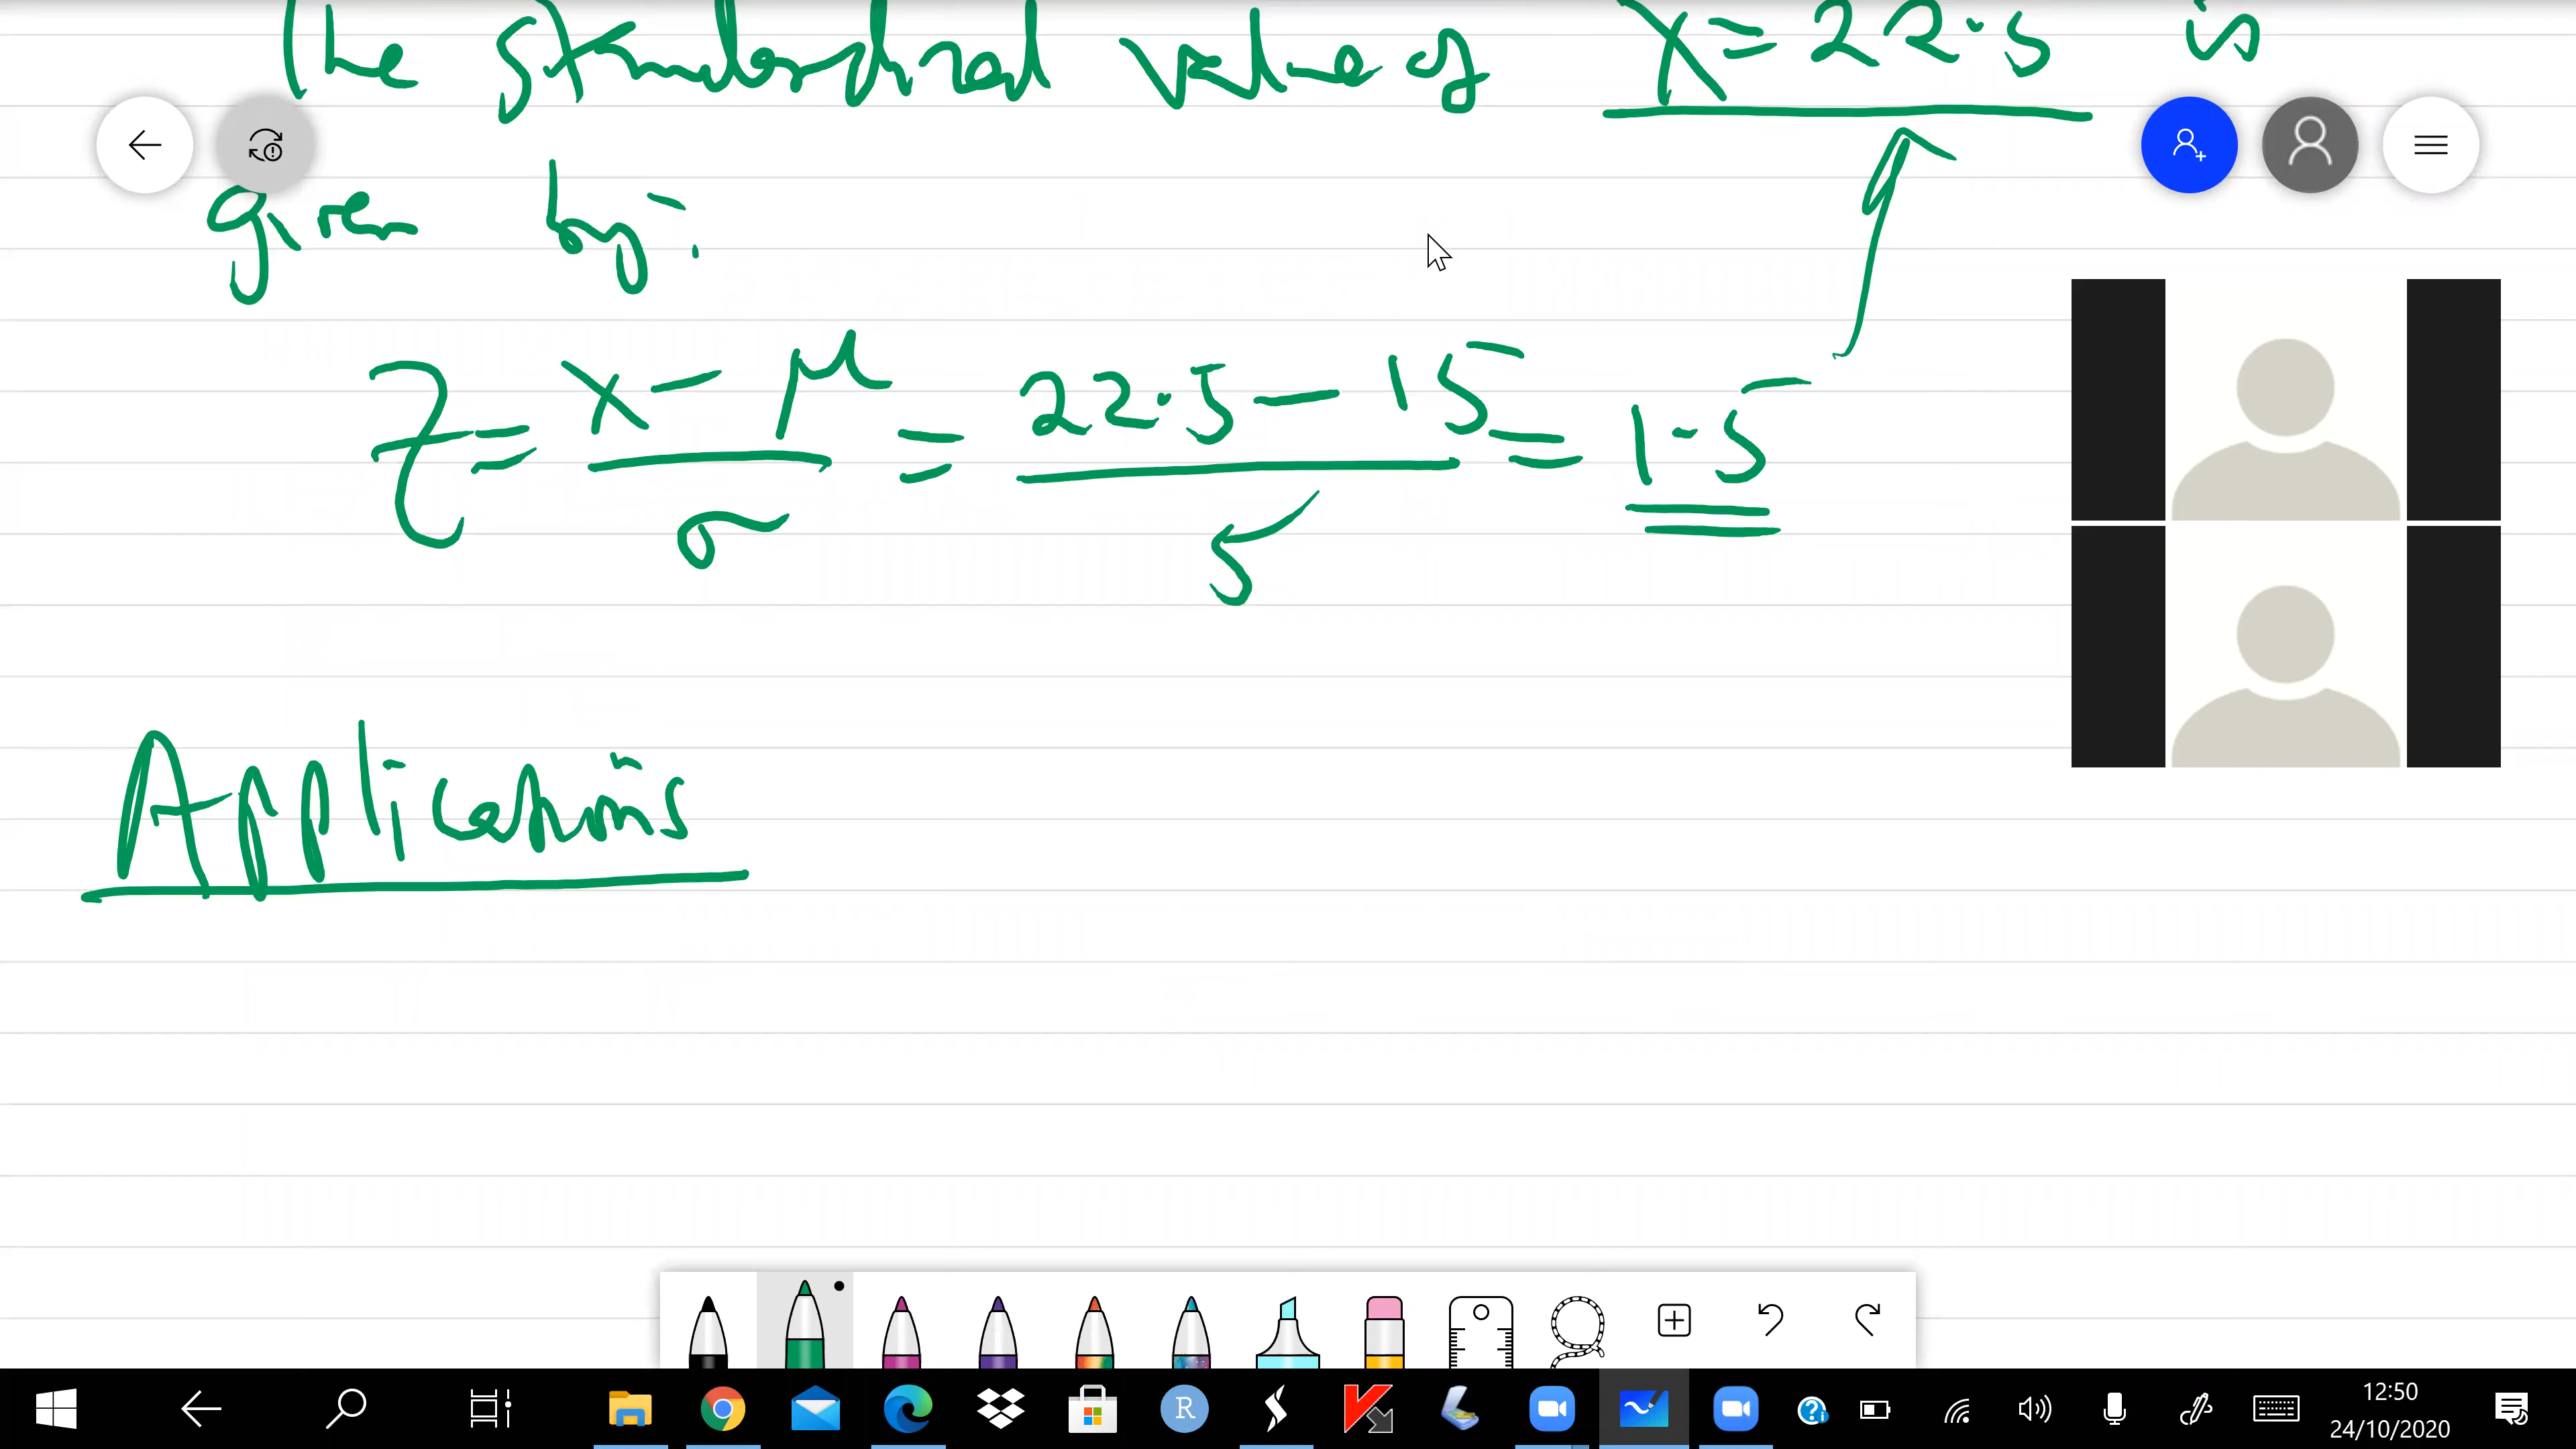 The standardized value of X = 22.5 is
given by:
Z = x - μ / σ = 22.5 - 15 / 5 = 1.5
Applications
R
12:50
24/10/2020